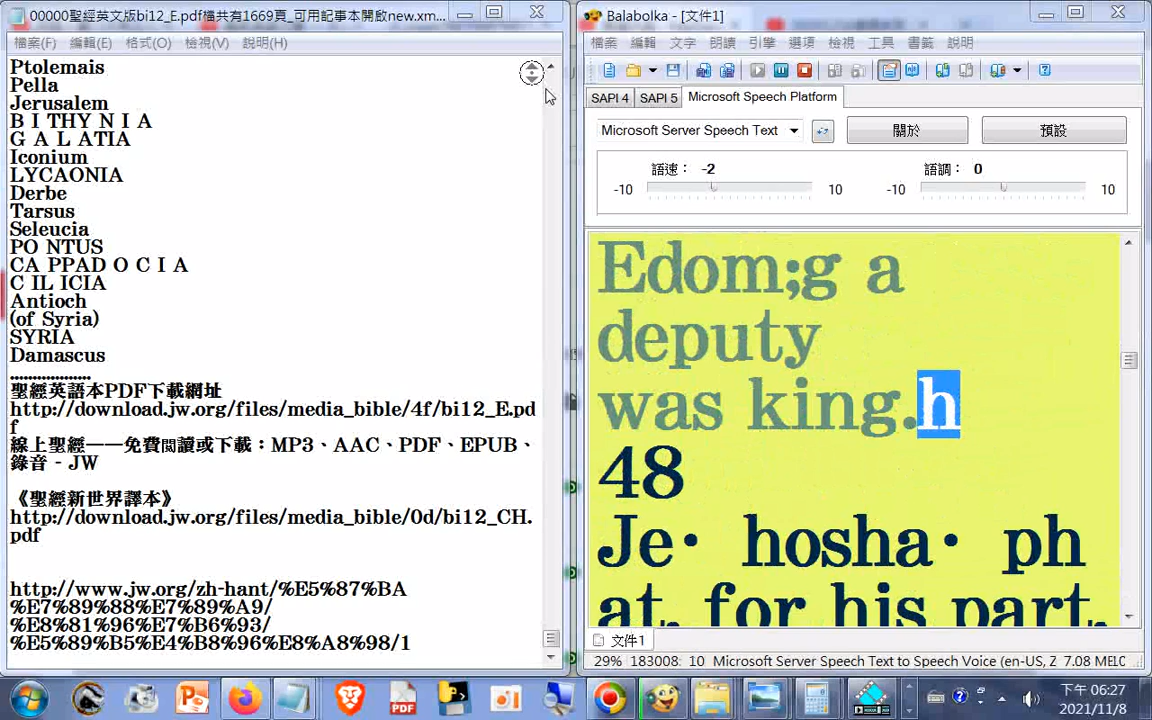 00000聖經英文版bi12_E.pdf檔共有1669頁_可用記事本開啟new.xm...
檔案(F) 編輯(E) 格式(O) 檢視(V) 說明(H)
Ptolemais
Pella
Jerusalem
B I THY N I A
G A L ATIA
Iconium
LYCAONIA
Derbe
Tarsus
Seleucia
PO NTUS
CA PPAD O C I A
C IL ICIA
Antioch
(of Syria)
SYRIA
Damascus
..................
聖經英語本PDF下載網址
http://download.jw.org/files/media_bible/4f/bi12_E.pd
f
線上聖經——免費閱讀或下載：MP3、AAC、PDF、EPUB、
錄音 - JW
《聖經新世界譯本》
http://download.jw.org/files/media_bible/0d/bi12_CH.
pdf
http://www.jw.org/zh-hant/%E5%87%BA
%E7%89%88%E7%89%A9/
%E8%81%96%E7%B6%93/
%E5%89%B5%E4%B8%96%E8%A8%98/1
Balabolka - [文件1]
檔案 編輯 文字 朗讀 引擎 選項 檢視 工具 書籤 說明
SAPI 4 SAPI 5 Microsoft Speech Platform
Microsoft Server Speech Text 關於 預設
語速： -2 語調： 0
-10 10 -10 10
Edom;g a
deputy
was king.h
48
Je· hosha· ph
at, for his part,
文件1
29% 183008: 10 Microsoft Server Speech Text to Speech Voice (en-US, Z 7.08 MELC
下午 06:27
2021/11/8